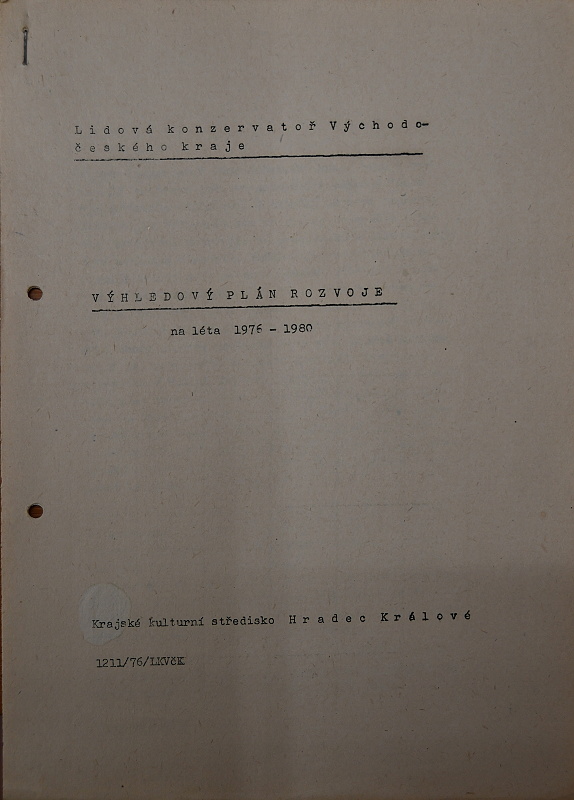 Lidová konzervatoř Východo-
českého kraje
VÝHLEDOVÝ PLÁN ROZVOJE
na léta 1976 - 1980
Krajské kulturní středisko Hradec Králové
1211/76/LKVčK